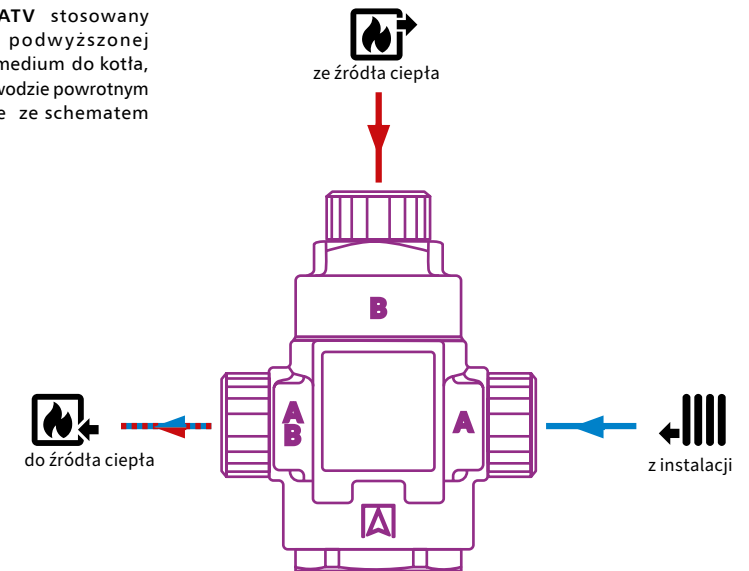 ATV stosowany
podwyższonej
medium do kotła,
wodzie powrotnym
ze schematem
ze źródła ciepła
B
A
B
A
do źródła ciepła
z instalacji